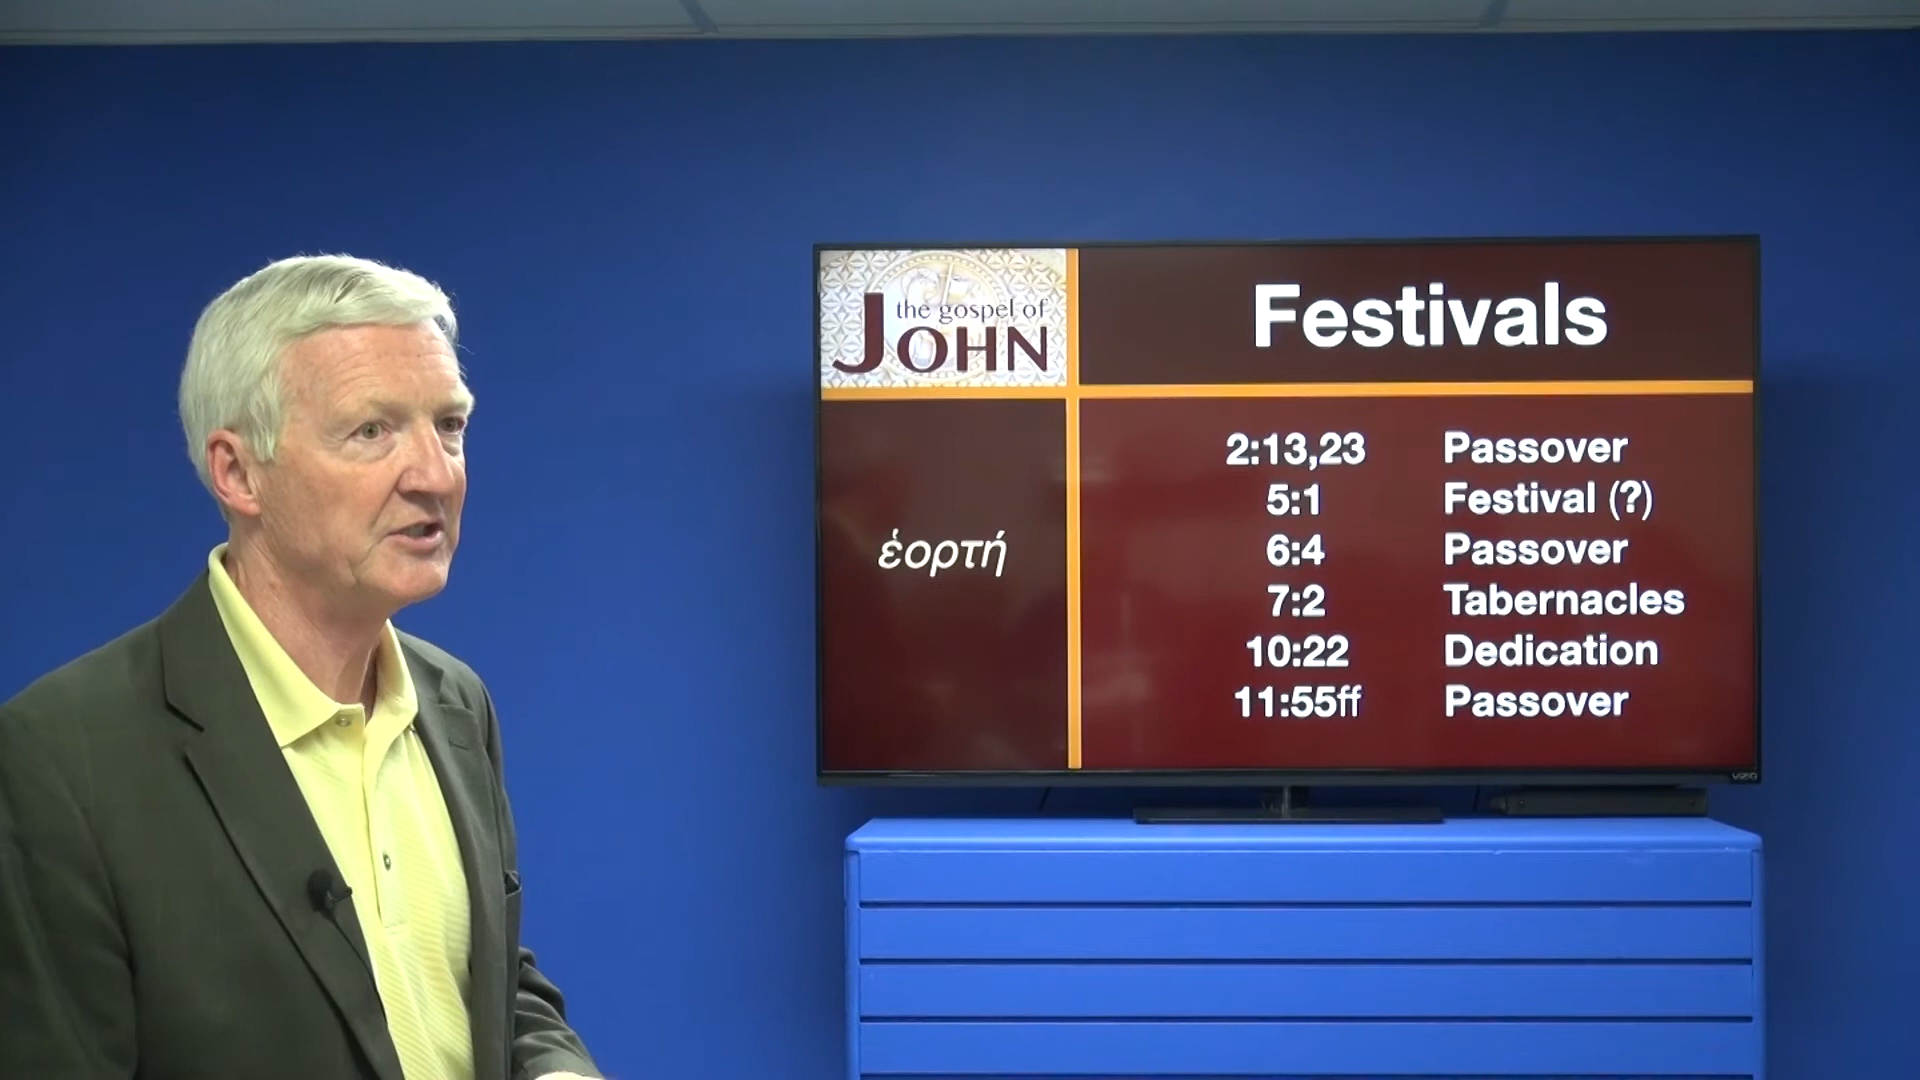 the gospel of
JOHN
Festivals
ἑορτή
2:13,23 Passover
5:1 Festival (?)
6:4 Passover
7:2 Tabernacles
10:22 Dedication
11:55ff Passover
VIZIO